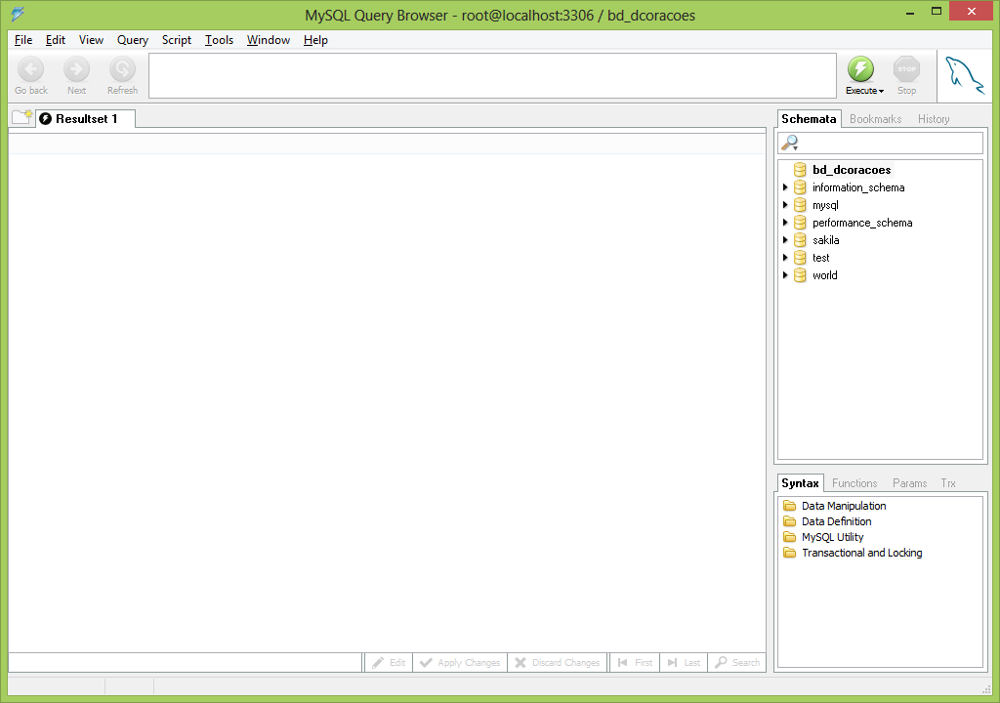 MySQL Query Browser - root@localhost:3306 / bd_dcoracoes
File Edit View Query Script Tools Window Help
Go back Next Refresh Execute STOP Stop
Resultset 1
Schemata Bookmarks History
bd_dcoracoes
information_schema
mysql
performance_schema
sakila
test
world
Syntax Functions Params Trx
Data Manipulation
Data Definition
MySQL Utility
Transactional and Locking
Edit Apply Changes Discard Changes First Last Search